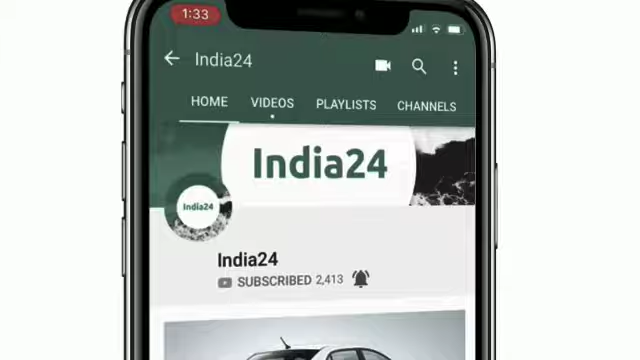 1:33
India24
HOME VIDEOS PLAYLISTS CHANNELS
India24
India24
India24
SUBSCRIBED 2,413